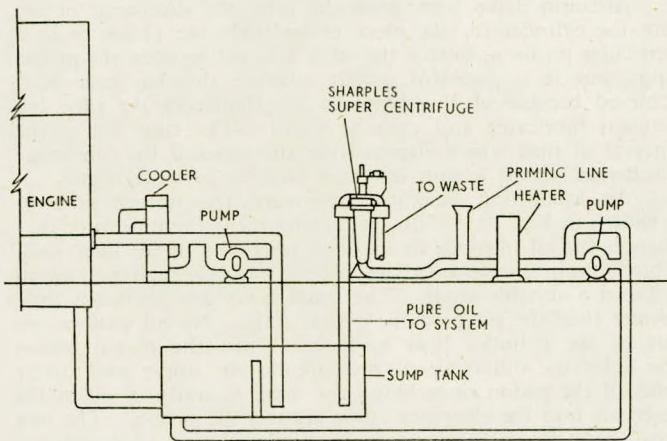 SHARPLES
SUPER CENTRIFUGE
COOLER
TO WASTE
PRIMING LINE
HEATER
ENGINE
PUMP
PUMP
PURE OIL
TO SYSTEM
SUMP TANK